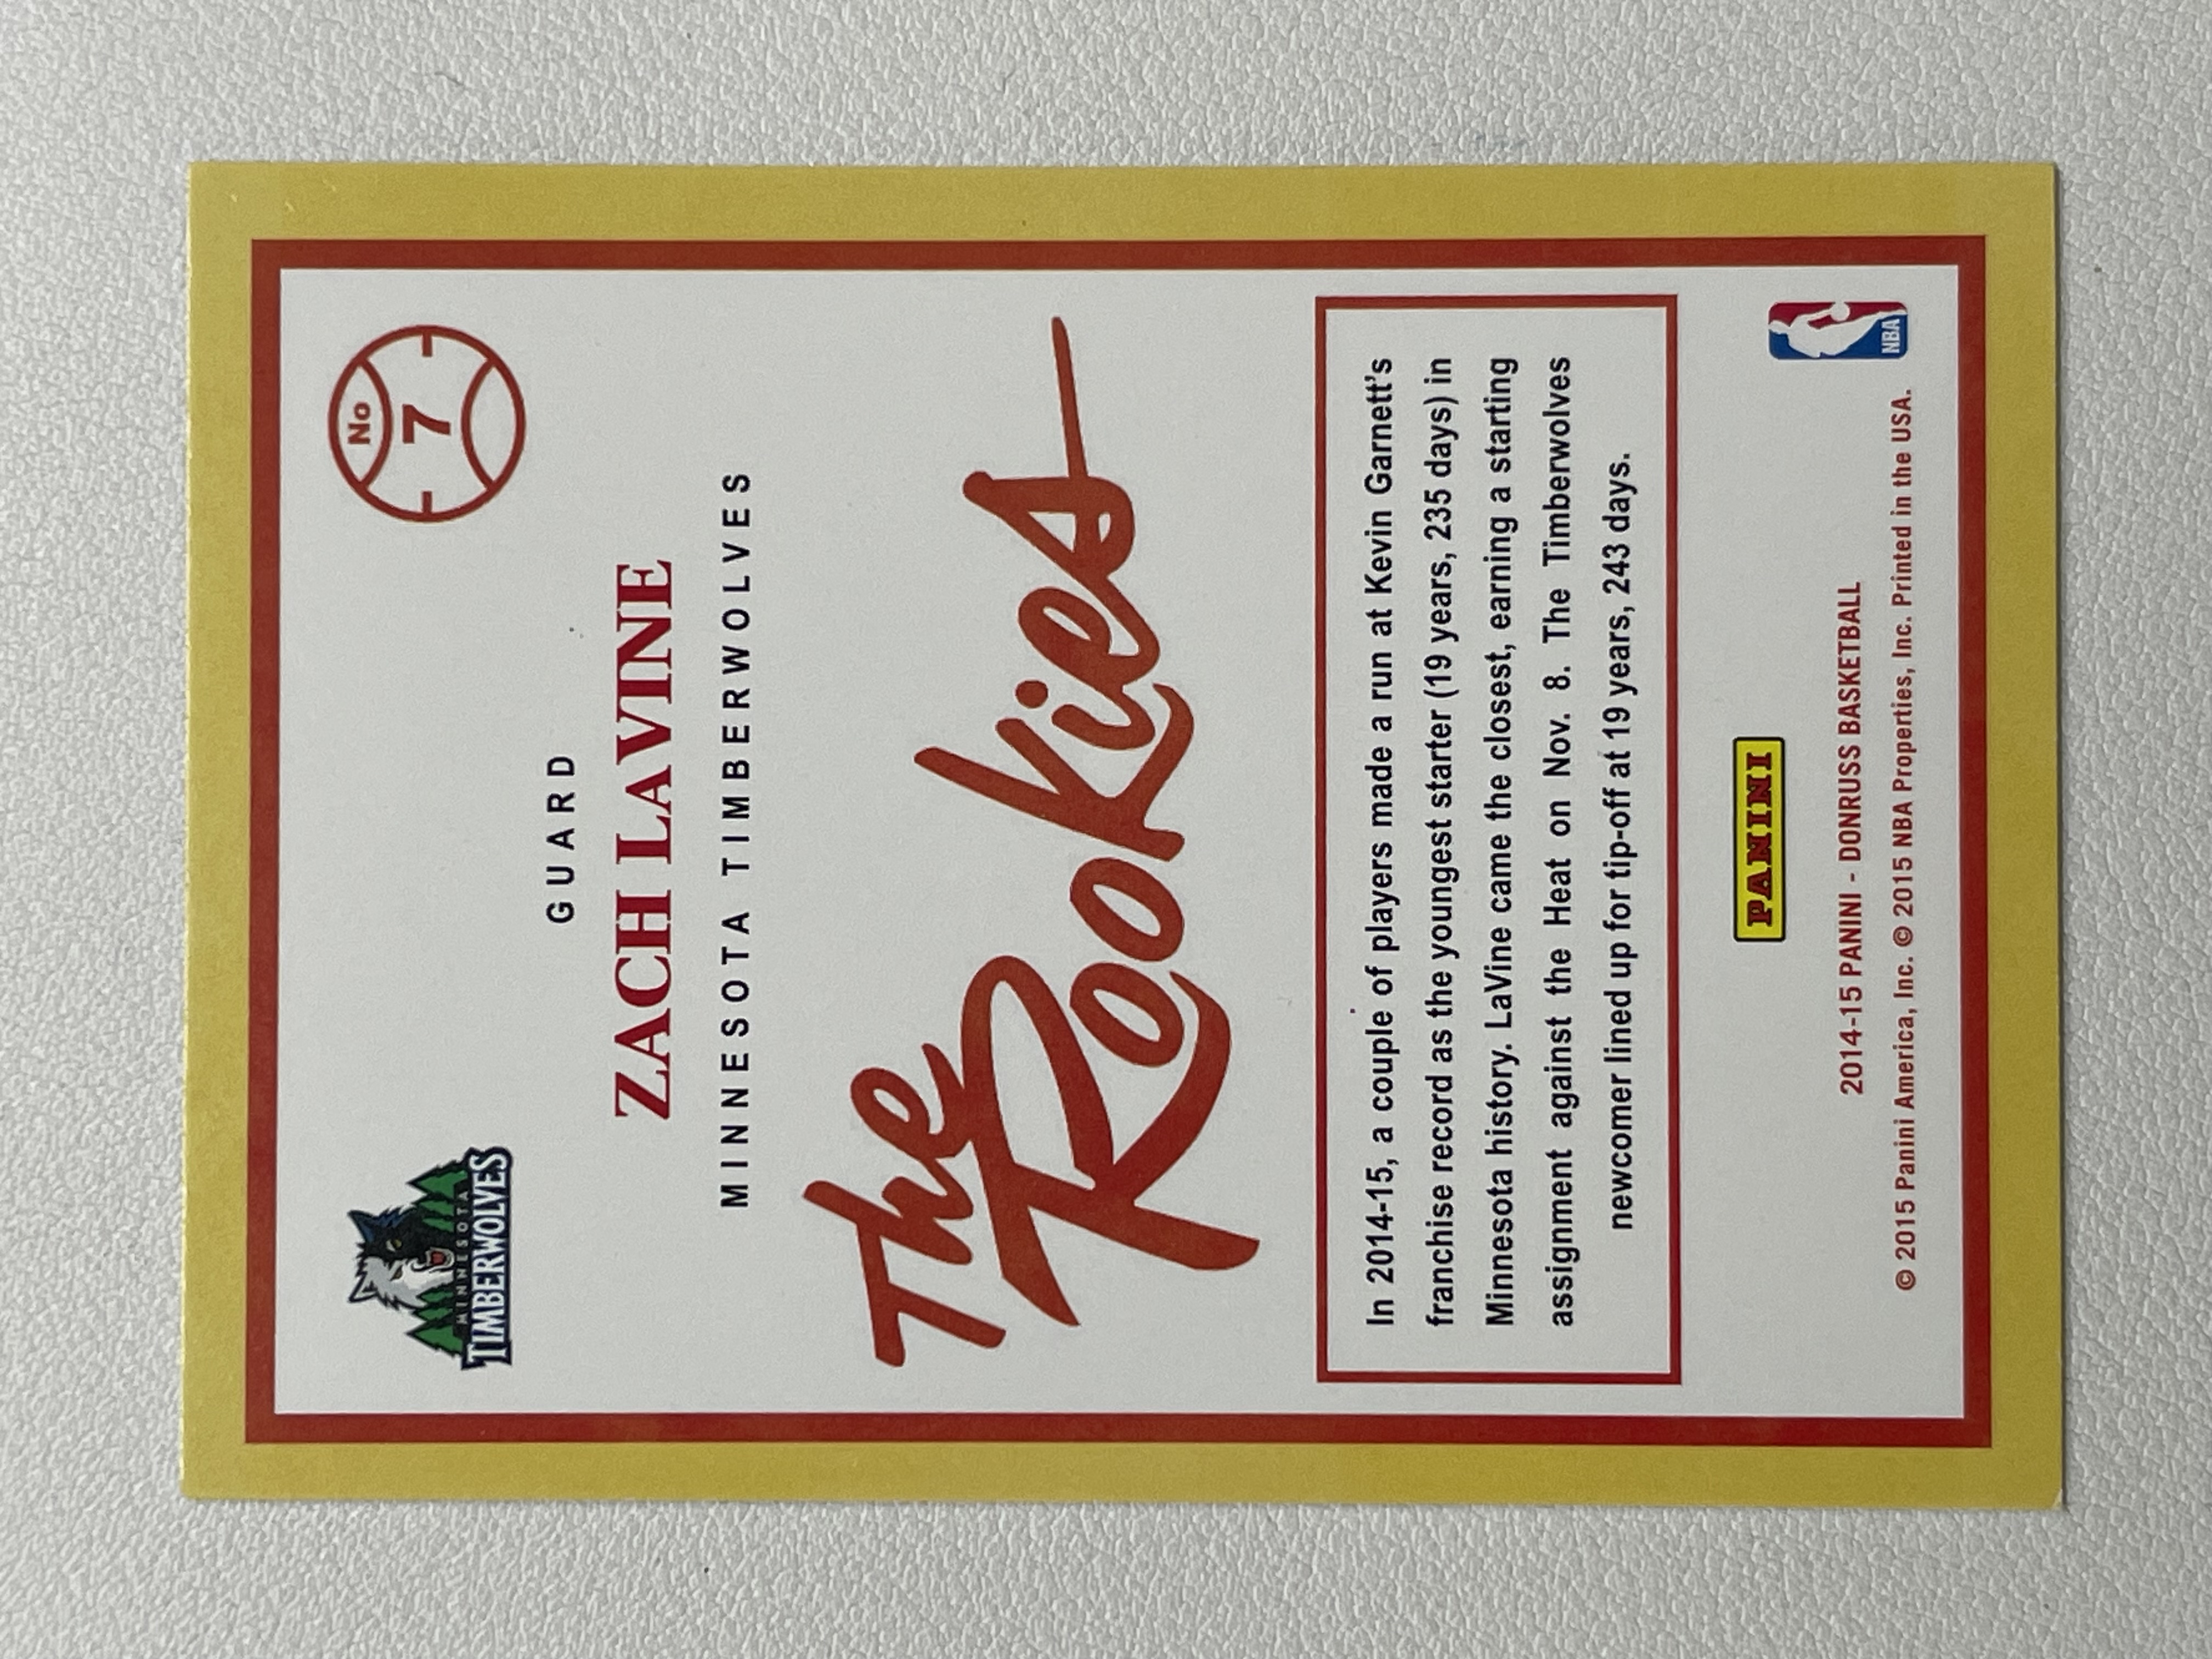 MINNESOTA
TIMBERWOLVES
No
7
GUARD
ZACH LAVINE
MINNESOTA TIMBERWOLVES
The
Rookies
In 2014-15, a couple of players made a run at Kevin Garnett's
franchise record as the youngest starter (19 years, 235 days) in
Minnesota history. LaVine came the closest, earning a starting
assignment against the Heat on Nov. 8. The Timberwolves
newcomer lined up for tip-off at 19 years, 243 days.
PANINI
2014-15 PANINI - DONRUSS BASKETBALL
© 2015 Panini America, Inc. © 2015 NBA Properties, Inc. Printed in the USA.
NBA